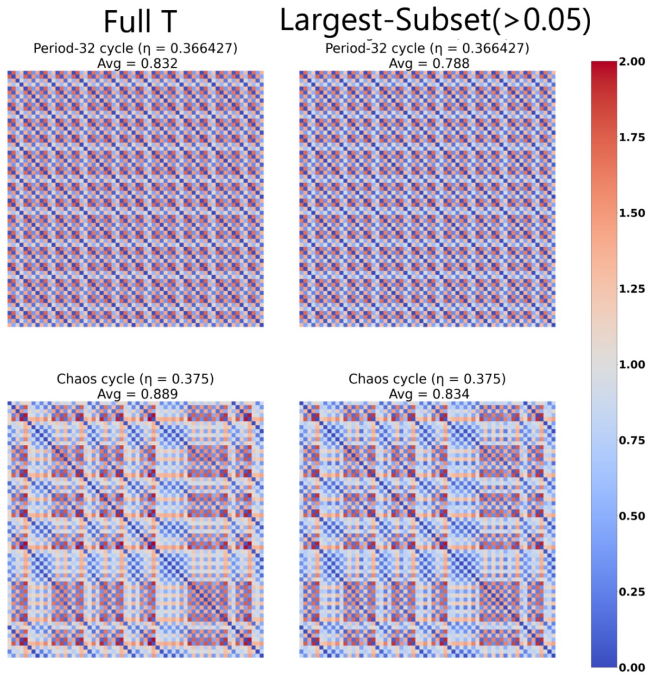 Full T
Largest-Subset(>0.05)
Period-32 cycle (η = 0.366427)
Avg = 0.832
Period-32 cycle (η = 0.366427)
Avg = 0.788
Chaos cycle (η = 0.375)
Avg = 0.889
Chaos cycle (η = 0.375)
Avg = 0.834
2.00
1.75
1.50
1.25
1.00
0.75
0.50
0.25
0.00